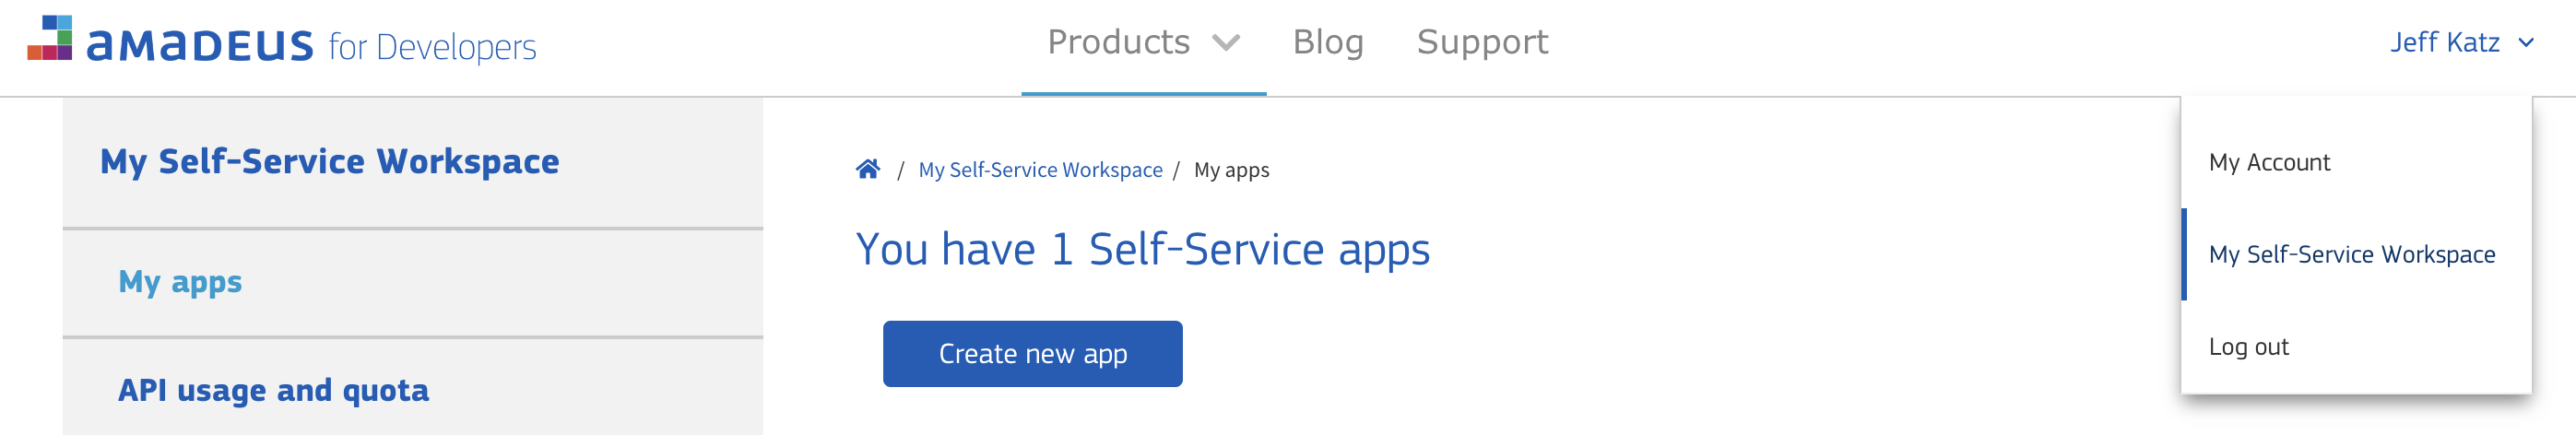 amadeus for Developers
Products
Blog
Support
Jeff Katz
My Self-Service Workspace
My apps
API usage and quota
/ My Self-Service Workspace / My apps
You have 1 Self-Service apps
Create new app
My Account
My Self-Service Workspace
Log out